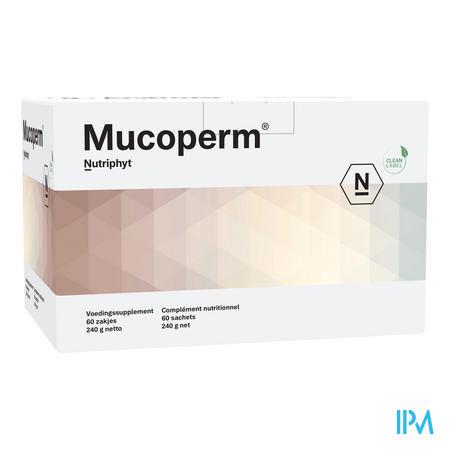 Mucoperm®
Nutriphyt
CLEAN
LABEL
N
Voedingssupplement
60 zakjes
240 g netto
Complément nutritionnel
60 sachets
240 g net
IPM